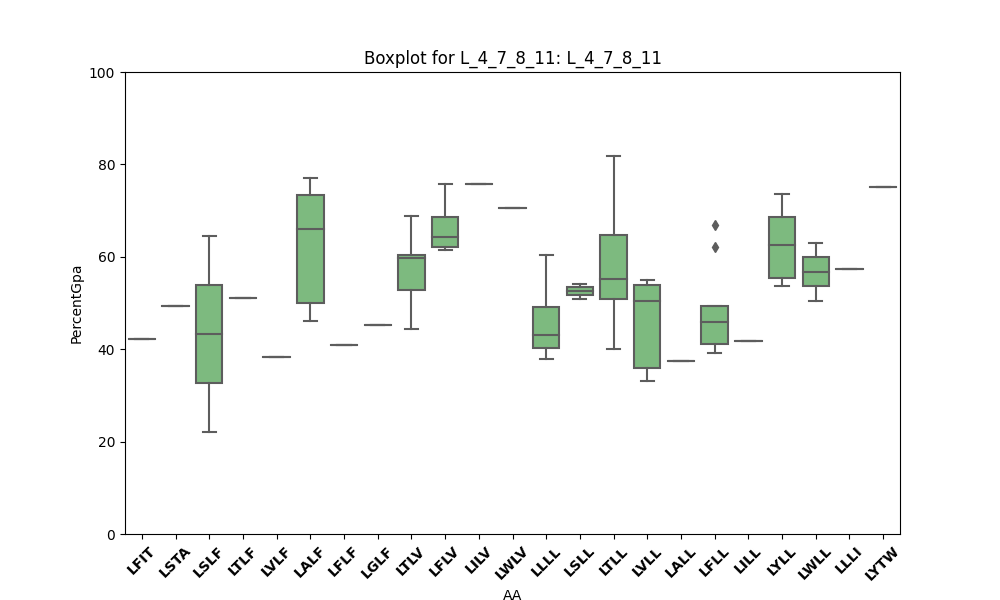 Boxplot for L_4_7_8_11: L_4_7_8_11
PercentGpa
100
80
60
40
20
0
LFIT LSTA LSLF LTLF LVLF LALF LFLF LGLF LTLV LFLV LILV LWLV LLLL LSLL LTLL LVLL LALL LFLL LILL LYLL LWLL LLLI LYTW
AA